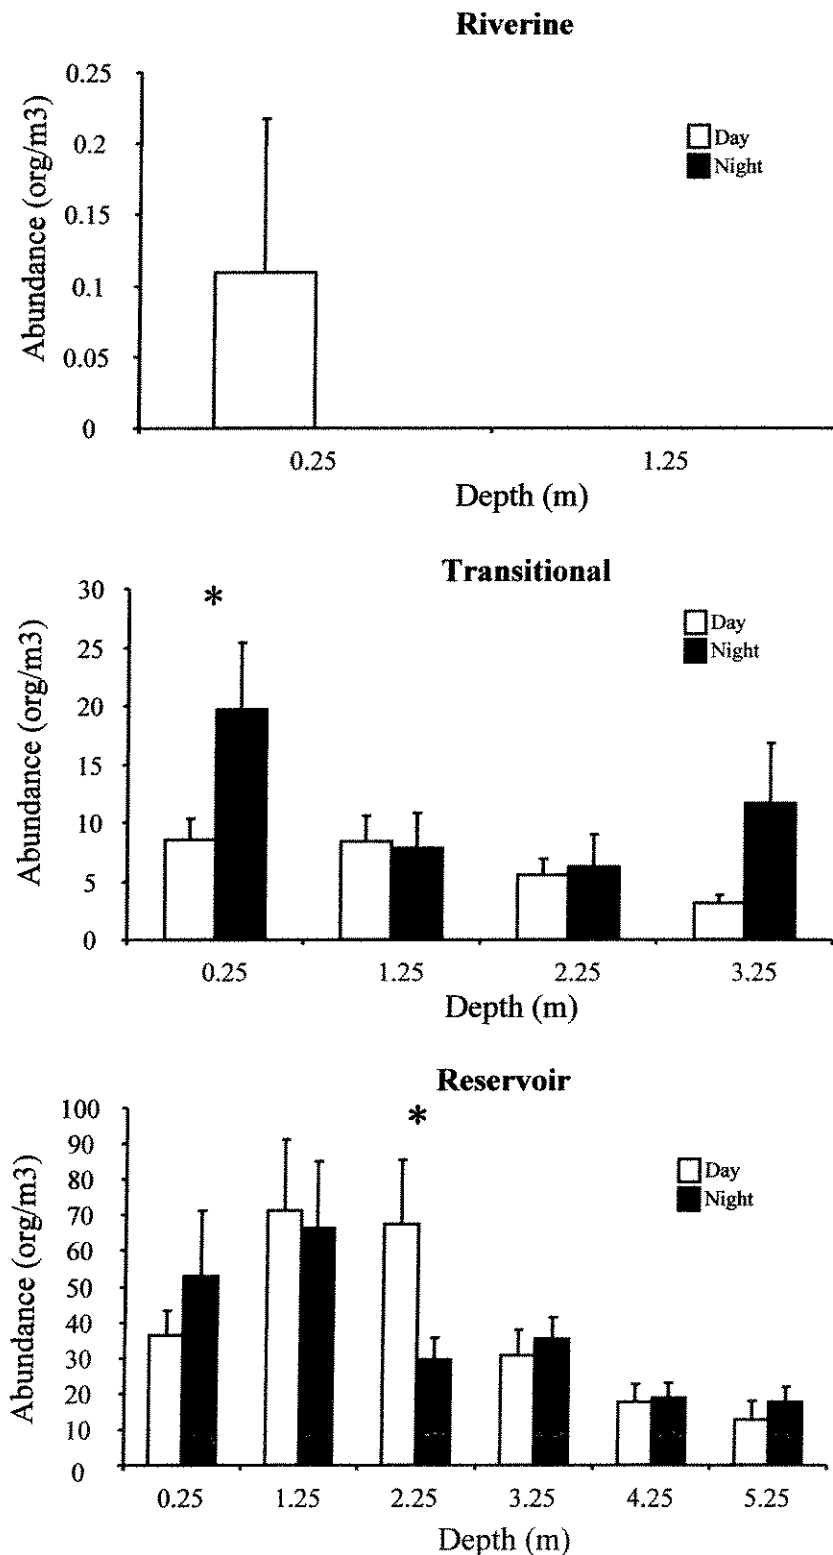 Riverine
0.25
0.2
0.15
0.1
0.05
0
Abundance (org/m3)
Day
Night
0.25 1.25
Depth (m)
Transitional
30
25
20
15
10
5
0
Abundance (org/m3)
*
Day
Night
0.25 1.25 2.25 3.25
Depth (m)
Reservoir
100
90
80
70
60
50
40
30
20
10
0
Abundance (org/m3)
*
Day
Night
0.25 1.25 2.25 3.25 4.25 5.25
Depth (m)